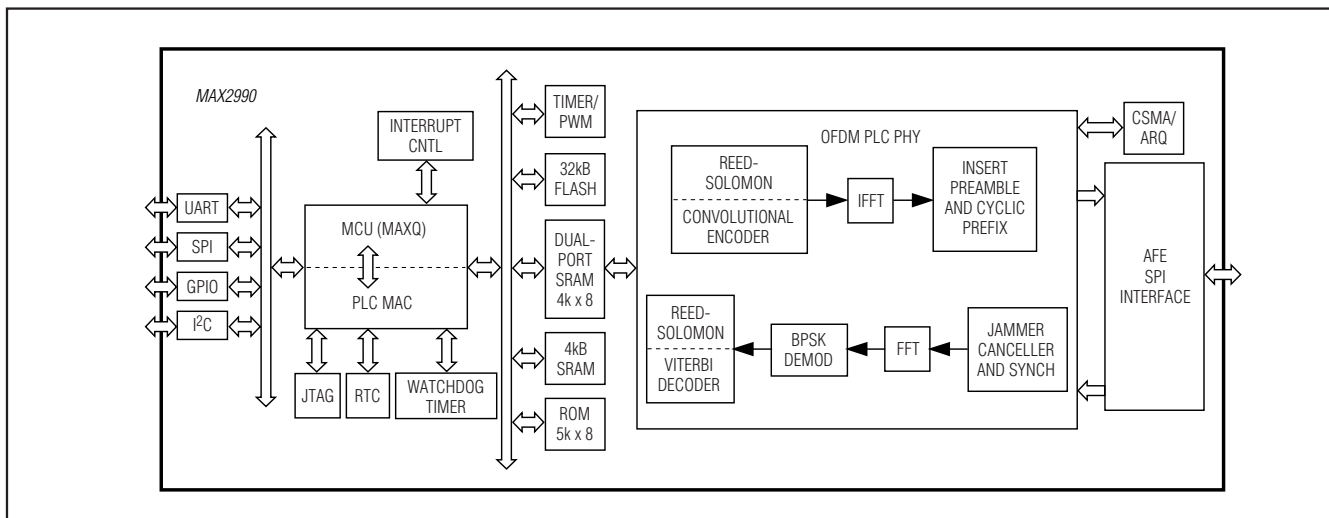 MAX2990
UART
SPI
GPIO
I²C
INTERRUPT
CNTL
MCU (MAXQ)
PLC MAC
JTAG
RTC
WATCHDOG
TIMER
TIMER/
PWM
32kB
FLASH
DUAL-
PORT
SRAM
4k x 8
4kB
SRAM
ROM
5k x 8
OFDM PLC PHY
REED-
SOLOMON
CONVOLUTIONAL
ENCODER
IFFT
INSERT
PREAMBLE
AND CYCLIC
PREFIX
REED-
SOLOMON
VITERBI
DECODER
BPSK
DEMOD
FFT
JAMMER
CANCELLER
AND SYNCH
CSMA/
ARQ
AFE
SPI
INTERFACE